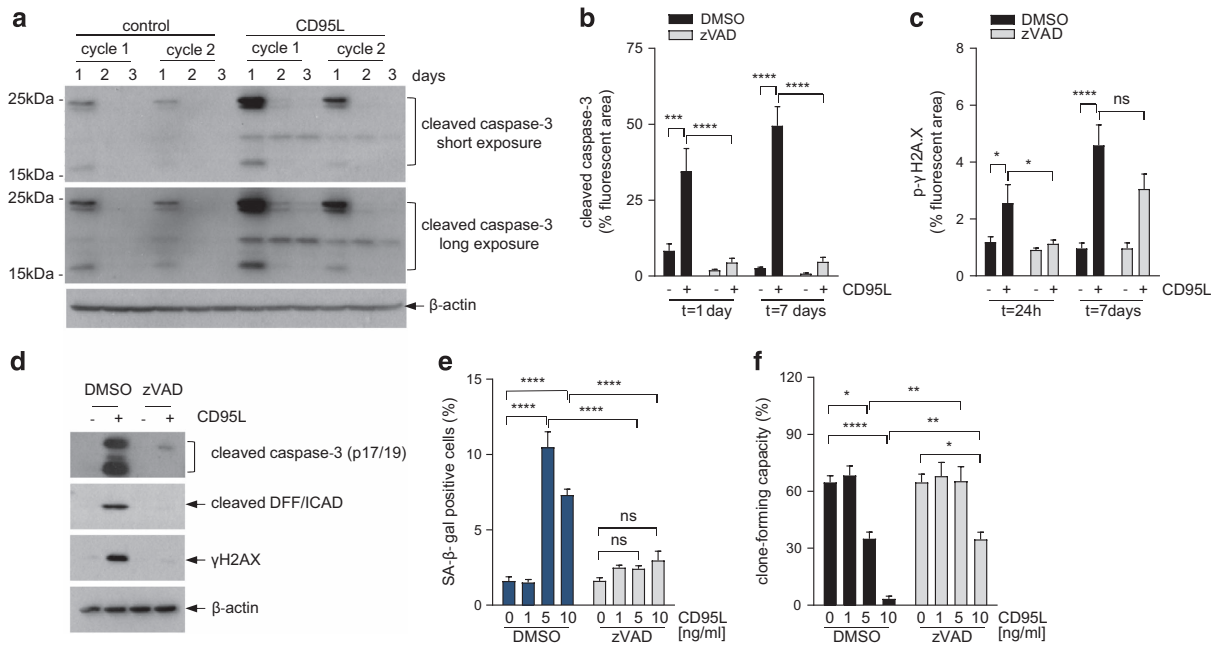 a
control CD95L
cycle 1 cycle 2 cycle 1 cycle 2
1 2 3 1 2 3 1 2 3 1 2 3 days
25kDa -
cleaved caspase-3
short exposure
15kDa -
25kDa -
cleaved caspase-3
long exposure
15kDa -
β-actin
b
DMSO
zVAD
cleaved caspase-3
(% fluorescent area)
75
50
25
0
*** **** **** ****
- + - + - + - + CD95L
t=1 day t=7 days
c
DMSO
zVAD
p-γ H2A.X
(% fluorescent area)
8
6
4
2
0
* * **** ns
- + - + - + - + CD95L
t=24h t=7days
d
DMSO zVAD
- + - + CD95L
cleaved caspase-3 (p17/19)
cleaved DFF/ICAD
γH2AX
β-actin
e
SA-β- gal positive cells (%)
15
10
5
0
**** ****
**** ****
ns
ns
0 1 5 10 0 1 5 10 CD95L
DMSO zVAD [ng/ml]
f
clone-forming capacity (%)
120
90
60
30
0
* **
**** **
*
0 1 5 10 0 1 5 10 CD95L
DMSO zVAD [ng/ml]